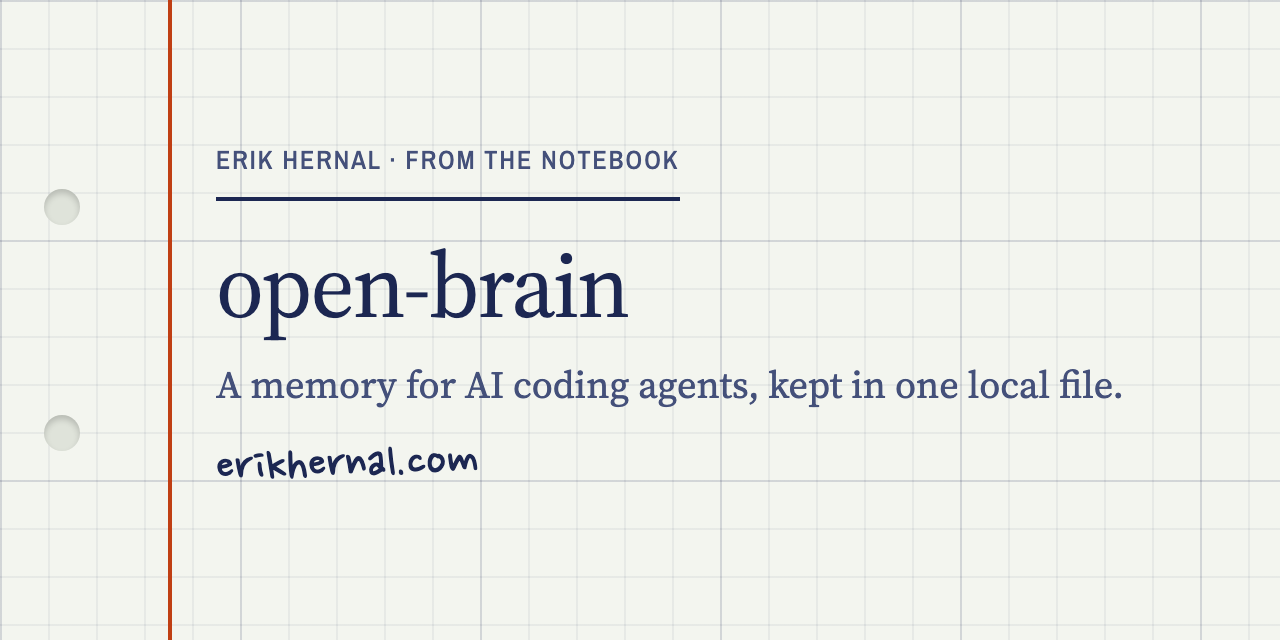 ERIK HERNAL · FROM THE NOTEBOOK
open-brain
A memory for AI coding agents, kept in one local file.
erikhernal.com